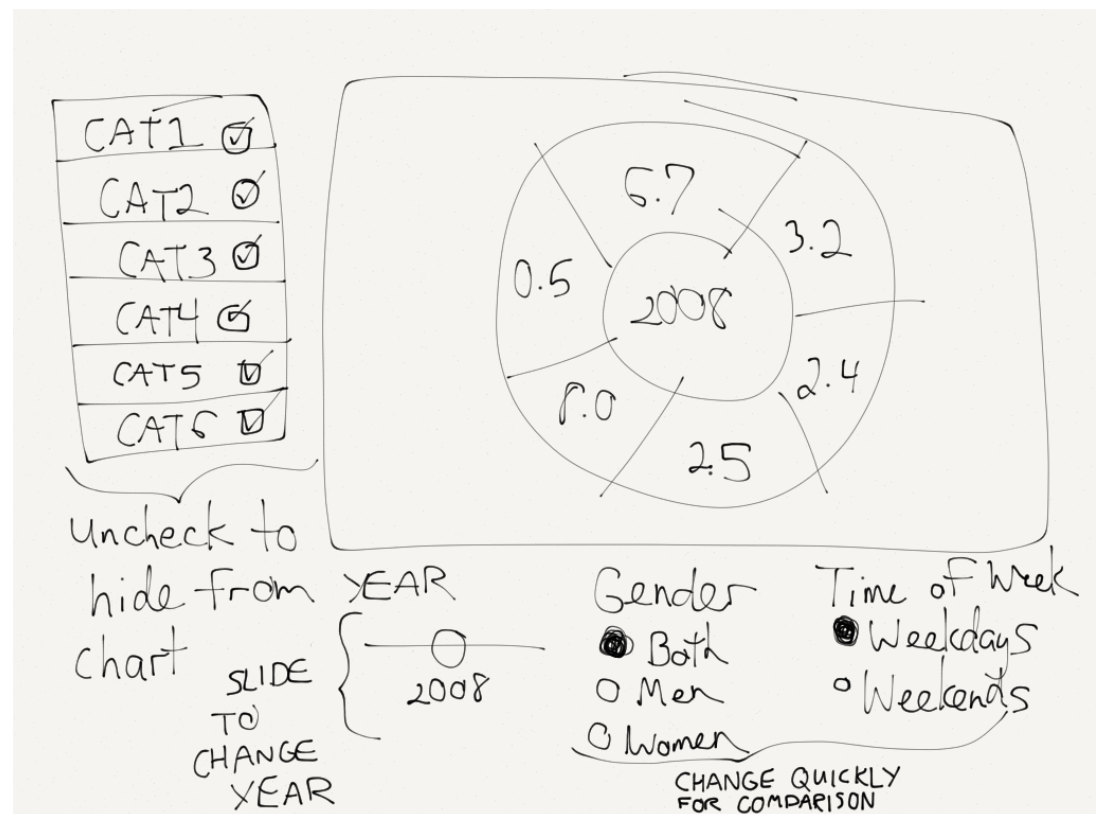 CAT1
CAT2
CAT3
CAT4
CAT5
CAT6
Uncheck to
hide from
chart
6.7
3.2
0.5
2008
2.4
8.0
2.5
YEAR
2008
SLIDE
TO
CHANGE
YEAR
Gender
Both
Men
Women
Time of Week
Weekdays
Weekends
CHANGE QUICKLY
FOR COMPARISON